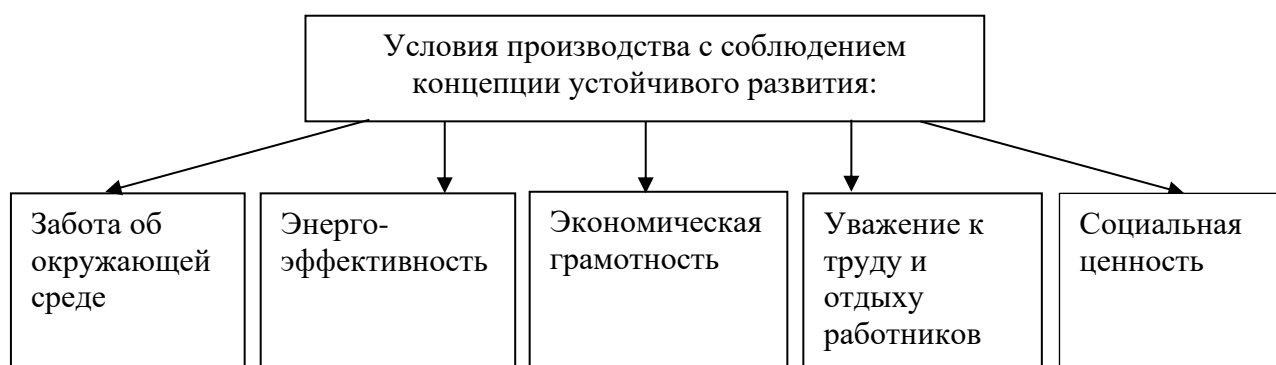 Условия производства с соблюдением
концепции устойчивого развития:
Забота об
окружающей
среде
Энерго-
эффективность
Экономическая
грамотность
Уважение к
труду и
отдыху
работников
Социальная
ценность